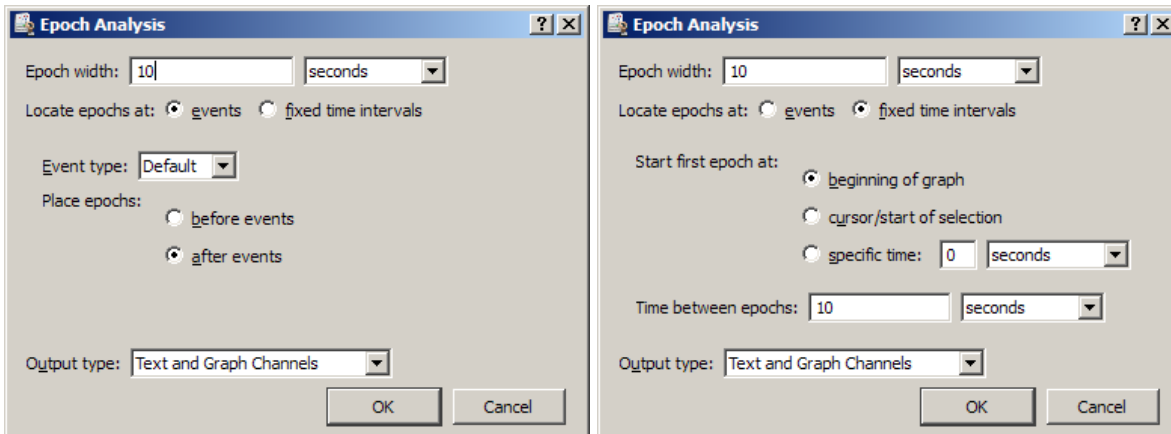 Epoch Analysis
Epoch width: 10 seconds
Locate epochs at: events fixed time intervals
Event type: Default
Place epochs:
before events
after events
Output type: Text and Graph Channels
OK Cancel
Epoch Analysis
Epoch width: 10 seconds
Locate epochs at: events fixed time intervals
Start first epoch at:
beginning of graph
cursor/start of selection
specific time: 0 seconds
Time between epochs: 10 seconds
Output type: Text and Graph Channels
OK Cancel